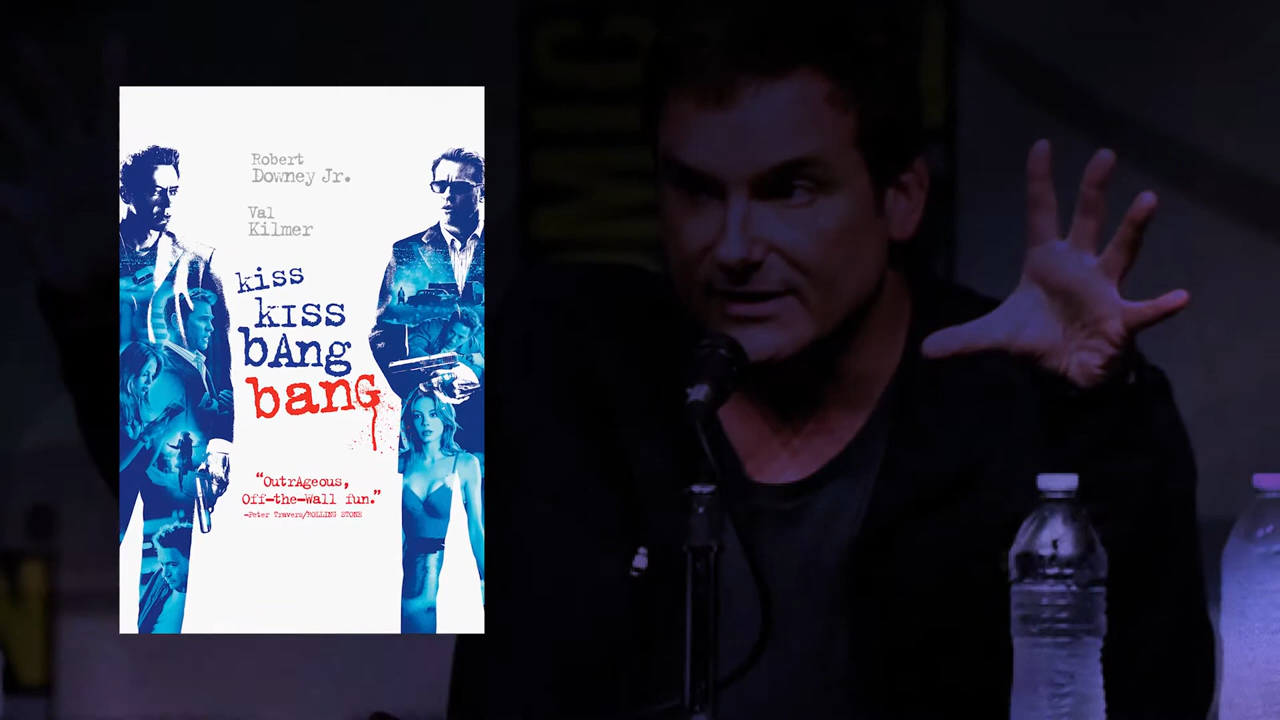 Robert
Downey Jr.
Val
Kilmer
kiss
kiss
bAng
banG
“OutrAgeous,
Off-the-Wall fun.”
-Peter Travers/ROLLING STONE